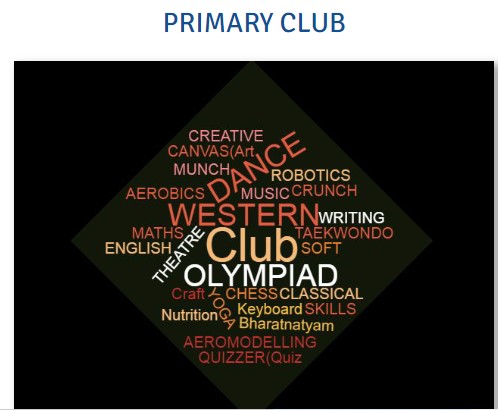 PRIMARY CLUB
CREATIVE
CANVAS(Art
DANCE
MUNCH
ROBOTICS
AEROBICS MUSIC CRUNCH
WESTERN WRITING
MATHS TAEKWONDO
ENGLISH THEATRE Club SOFT
OLYMPIAD
Craft YOGA CHESS CLASSICAL
Nutrition Keyboard SKILLS
Bharatnatyam
AEROMODELLING
QUIZZER(Quiz